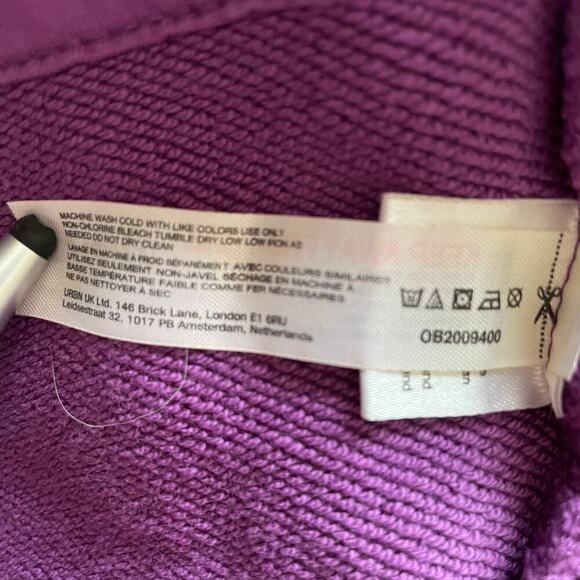 MACHINE WASH COLD WITH LIKE COLORS USE ONLY
NON-CHLORINE BLEACH TUMBLE DRY LOW LOW IRON AS
NEEDED DO NOT DRY CLEAN
LAVAGE EN MACHINE À FROID SÉPARÉMENT AVEC COULEURS SIMILAIRES
UTILISEZ SEULEMENT NON-JAVEL SÉCHAGE À MACHINE À
BASSE TEMPÉRATURE FAIBLE COMME FER NÉCESSAIRES
NE PAS NETTOYER À SEC
URBN UK Ltd. 146 Brick Lane, London E1 6RU
Leidsestraat 32, 1017 PB Amsterdam, Netherlands
OB2009400